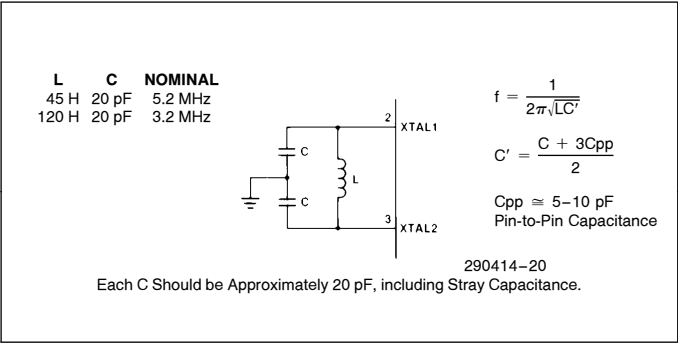 L C NOMINAL
45 H 20 pF 5.2 MHz
120 H 20 pF 3.2 MHz
C
C
L
2
XTAL1
3
XTAL2
f = 1 / 2π√LC′
C′ = C + 3Cpp / 2
Cpp ≅ 5–10 pF
Pin-to-Pin Capacitance
290414–20
Each C Should be Approximately 20 pF, including Stray Capacitance.